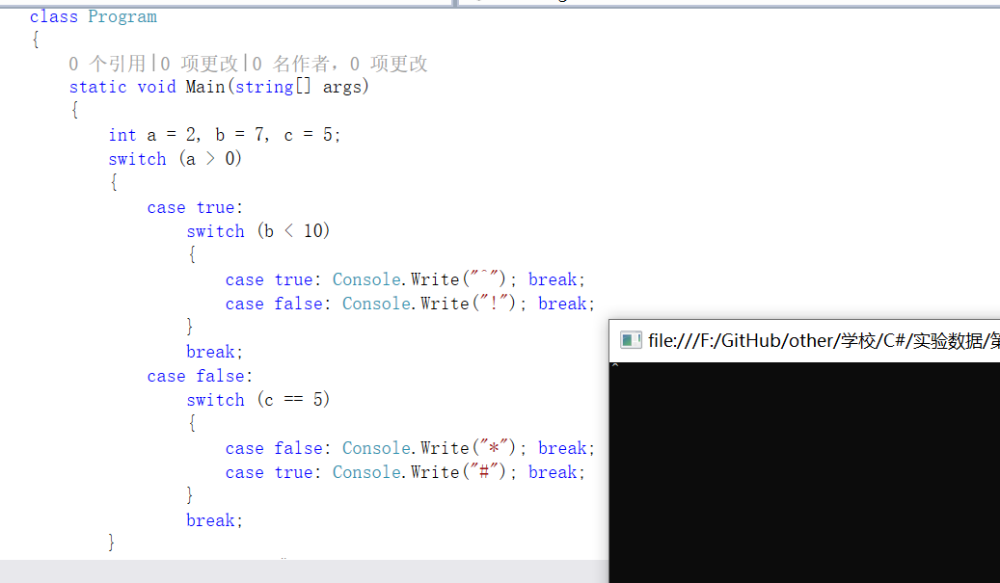 class Program
{
0 个引用|0 项更改|0 名作者，0 项更改
static void Main(string[] args)
{
int a = 2, b = 7, c = 5;
switch (a > 0)
{
case true:
switch (b < 10)
{
case true: Console.Write("^"); break;
case false: Console.Write("!"); break;
}
break;
case false:
switch (c == 5)
{
case false: Console.Write("*"); break;
case true: Console.Write("#"); break;
}
break;
}
file:///F:/GitHub/other/学校/C#/实验数据/第
^